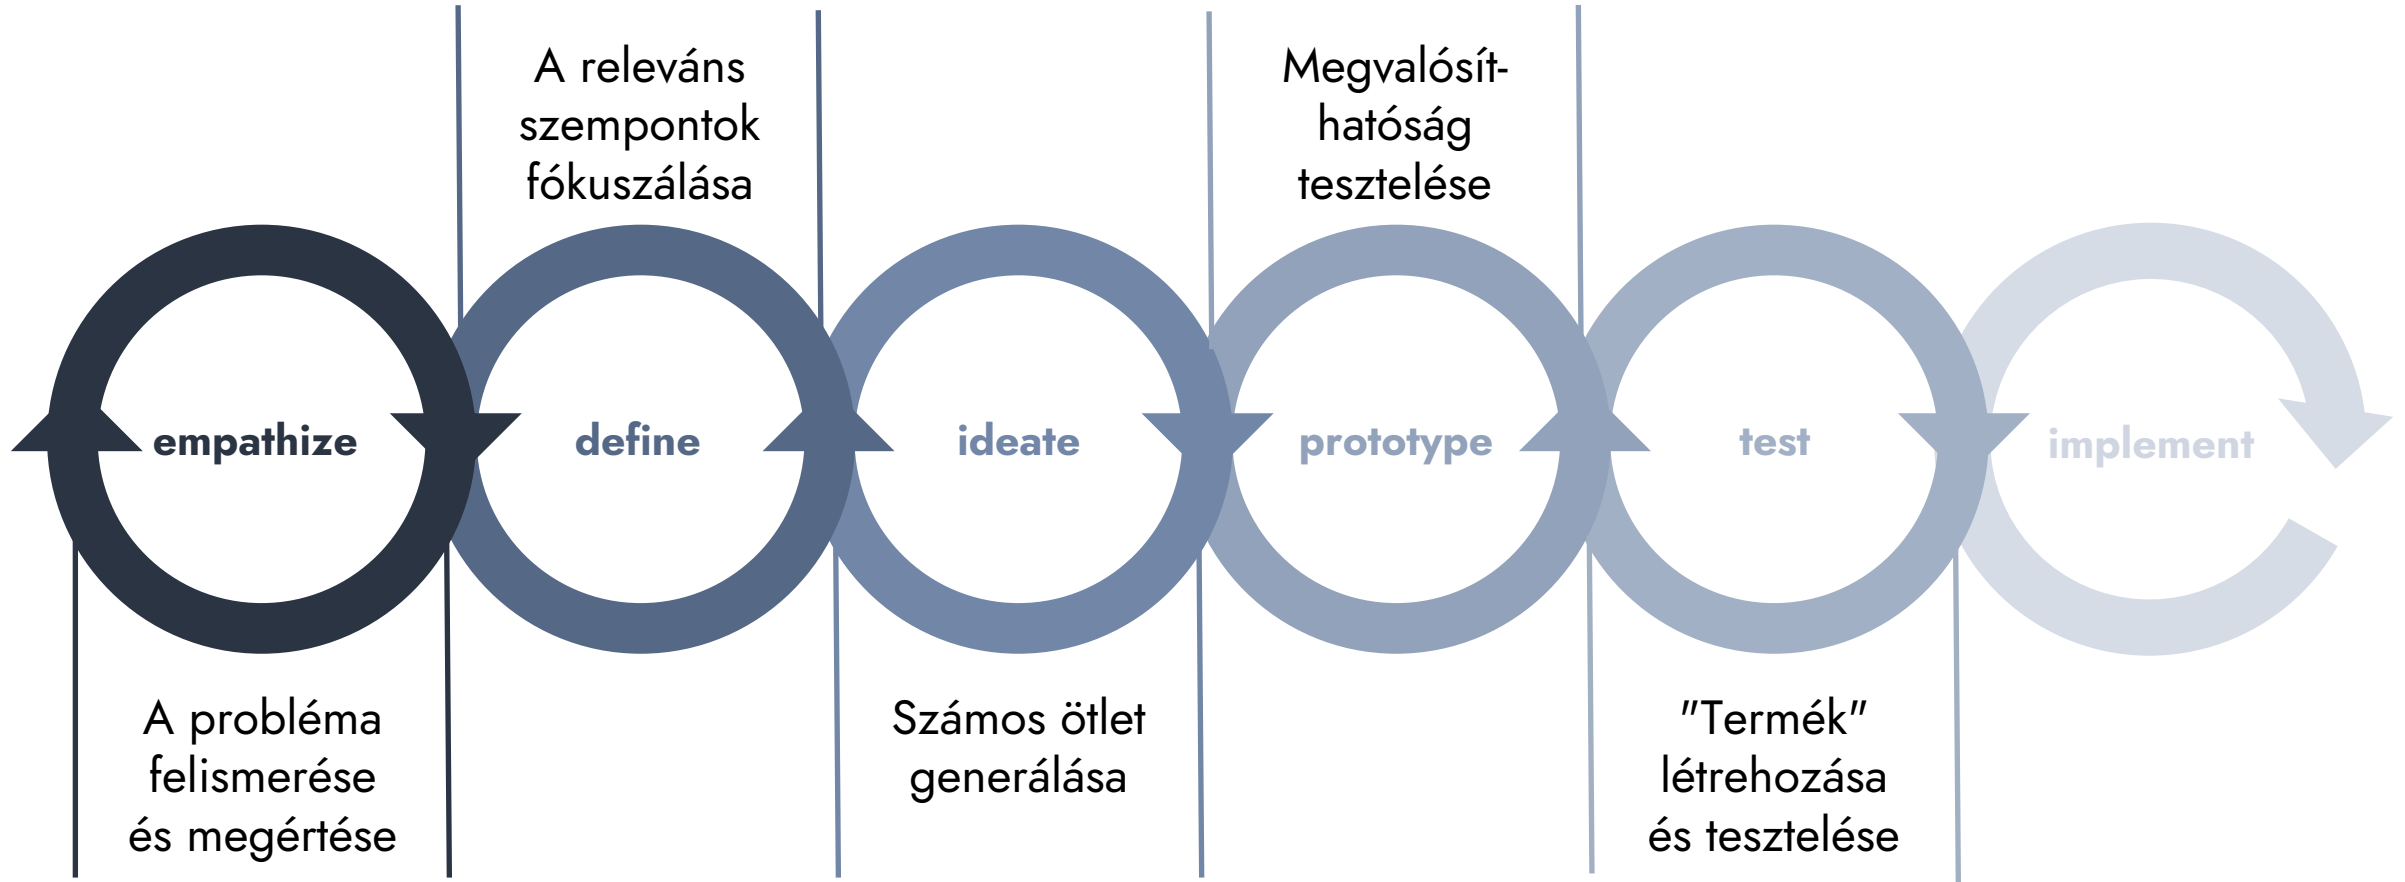 A releváns
szempontok
fókuszálása
Megvalósít-
hatóság
tesztelése
empathize
define
ideate
prototype
test
implement
A probléma
felismerése
és megértése
Számos ötlet
generálása
"Termék"
létrehozása
és tesztelése